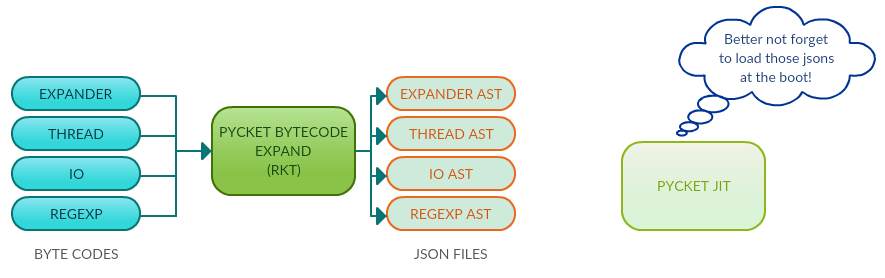 EXPANDER
THREAD
IO
REGEXP
BYTE CODES
PYCKET BYTECODE
EXPAND
(RKT)
EXPANDER AST
THREAD AST
IO AST
REGEXP AST
JSON FILES
Better not forget
to load those jsons
at the boot!
PYCKET JIT